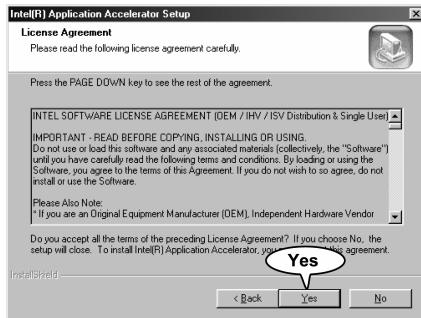 Intel(R) Application Accelerator Setup
License Agreement
Please read the following license agreement carefully.
Press the PAGE DOWN key to see the rest of the agreement.
INTEL SOFTWARE LICENSE AGREEMENT (OEM / IHV / ISV Distribution & Single User)
IMPORTANT - READ BEFORE COPYING, INSTALLING OR USING.
Do not use or load this software and any associated materials (collectively, the "Software")
until you have carefully read the following terms and conditions. By loading or using the
Software, you agree to the terms of this Agreement. If you do not wish to so agree, do not
install or use the Software.
Please Also Note:
* If you are an Original Equipment Manufacturer (OEM), Independent Hardware Vendor
Do you accept all the terms of the preceding License Agreement? If you choose No, the
setup will close. To install Intel(R) Application Accelerator, this agreement.
Yes
InstallShield
< Back Yes No